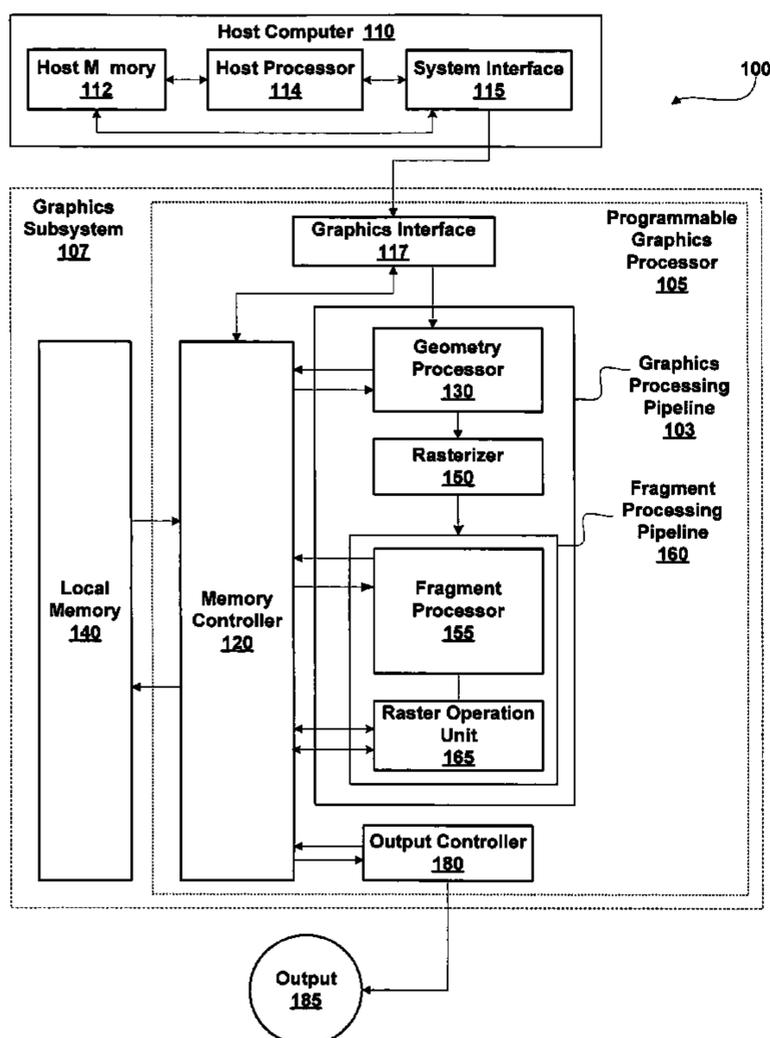 Host Computer 110
Host M mory
112
Host Processor
114
System Interface
115
100
Graphics
Subsystem
107
Graphics Interface
117
Programmable
Graphics
Processor
105
Geometry
Processor
130
Graphics
Processing
Pipeline
103
Rasterizer
150
Fragment
Processing
Pipeline
160
Local
Memory
140
Memory
Controller
120
Fragment
Processor
155
Raster Operation
Unit
165
Output Controller
180
Output
185